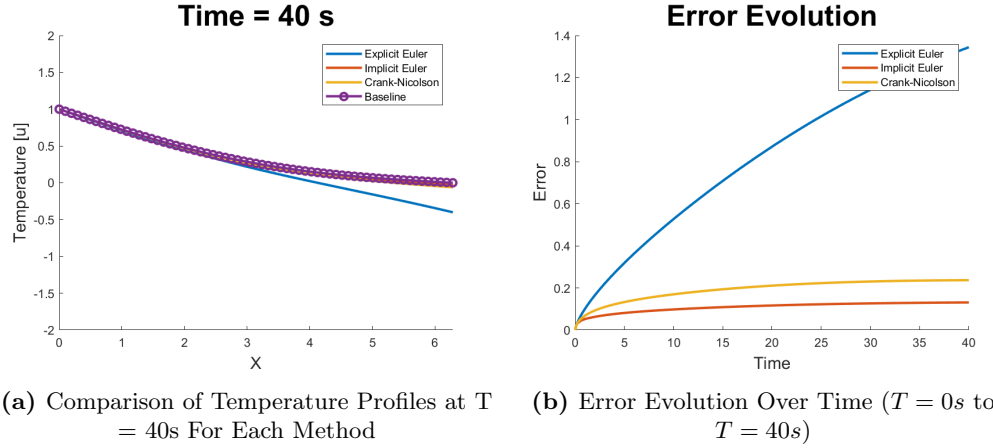 Time = 40 s
2
1.5
1
0.5
0
-0.5
-1
-1.5
-2
Temperature [u]
0
1
2
3
4
5
6
X
Explicit Euler
Implicit Euler
Crank-Nicolson
Baseline
(a) Comparison of Temperature Profiles at T
= 40s For Each Method
Error Evolution
1.4
1.2
1
0.8
0.6
0.4
0.2
0
Error
0
5
10
15
20
25
30
35
40
Time
Explicit Euler
Implicit Euler
Crank-Nicolson
(b) Error Evolution Over Time (T = 0s to
T = 40s)